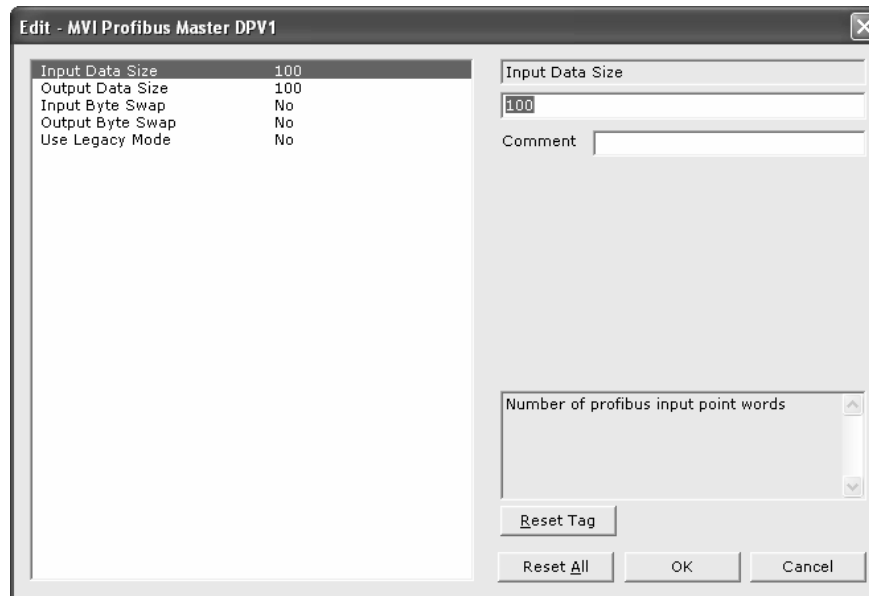 Edit - MVI Profibus Master DPV1
Input Data Size 100
Output Data Size 100
Input Byte Swap No
Output Byte Swap No
Use Legacy Mode No
Input Data Size
100
Comment
Number of profibus input point words
Reset Tag
Reset All OK Cancel